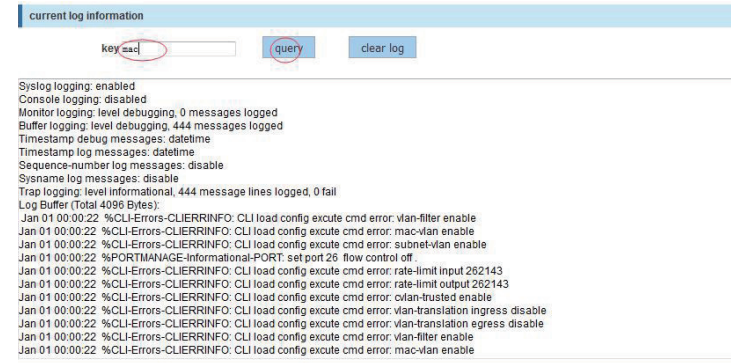 current log information
key mac query clear log
Syslog logging: enabled
Console logging: disabled
Monitor logging: level debugging, 0 messages logged
Buffer logging: level debugging, 444 messages logged
Timestamp debug messages: datetime
Timestamp log messages: datetime
Sequence-number log messages: disable
Sysname log messages: disable
Trap logging: level informational, 444 message lines logged, 0 fail
Log Buffer (Total 4096 Bytes):
Jan 01 00:00:22 %CLI-Errors-CLIERRINFO: CLI load config excute cmd error: vlan-filter enable
Jan 01 00:00:22 %CLI-Errors-CLIERRINFO: CLI load config excute cmd error: mac-vlan enable
Jan 01 00:00:22 %CLI-Errors-CLIERRINFO: CLI load config excute cmd error: subnet-vlan enable
Jan 01 00:00:22 %PORTMANAGE-Informational-PORT: set port 26 flow control off .
Jan 01 00:00:22 %CLI-Errors-CLIERRINFO: CLI load config excute cmd error: rate-limit input 262143
Jan 01 00:00:22 %CLI-Errors-CLIERRINFO: CLI load config excute cmd error: rate-limit output 262143
Jan 01 00:00:22 %CLI-Errors-CLIERRINFO: CLI load config excute cmd error: cvlan-trusted enable
Jan 01 00:00:22 %CLI-Errors-CLIERRINFO: CLI load config excute cmd error: vlan-translation ingress disable
Jan 01 00:00:22 %CLI-Errors-CLIERRINFO: CLI load config excute cmd error: vlan-translation egress disable
Jan 01 00:00:22 %CLI-Errors-CLIERRINFO: CLI load config excute cmd error: vlan-filter enable
Jan 01 00:00:22 %CLI-Errors-CLIERRINFO: CLI load config excute cmd error: mac-vlan enable